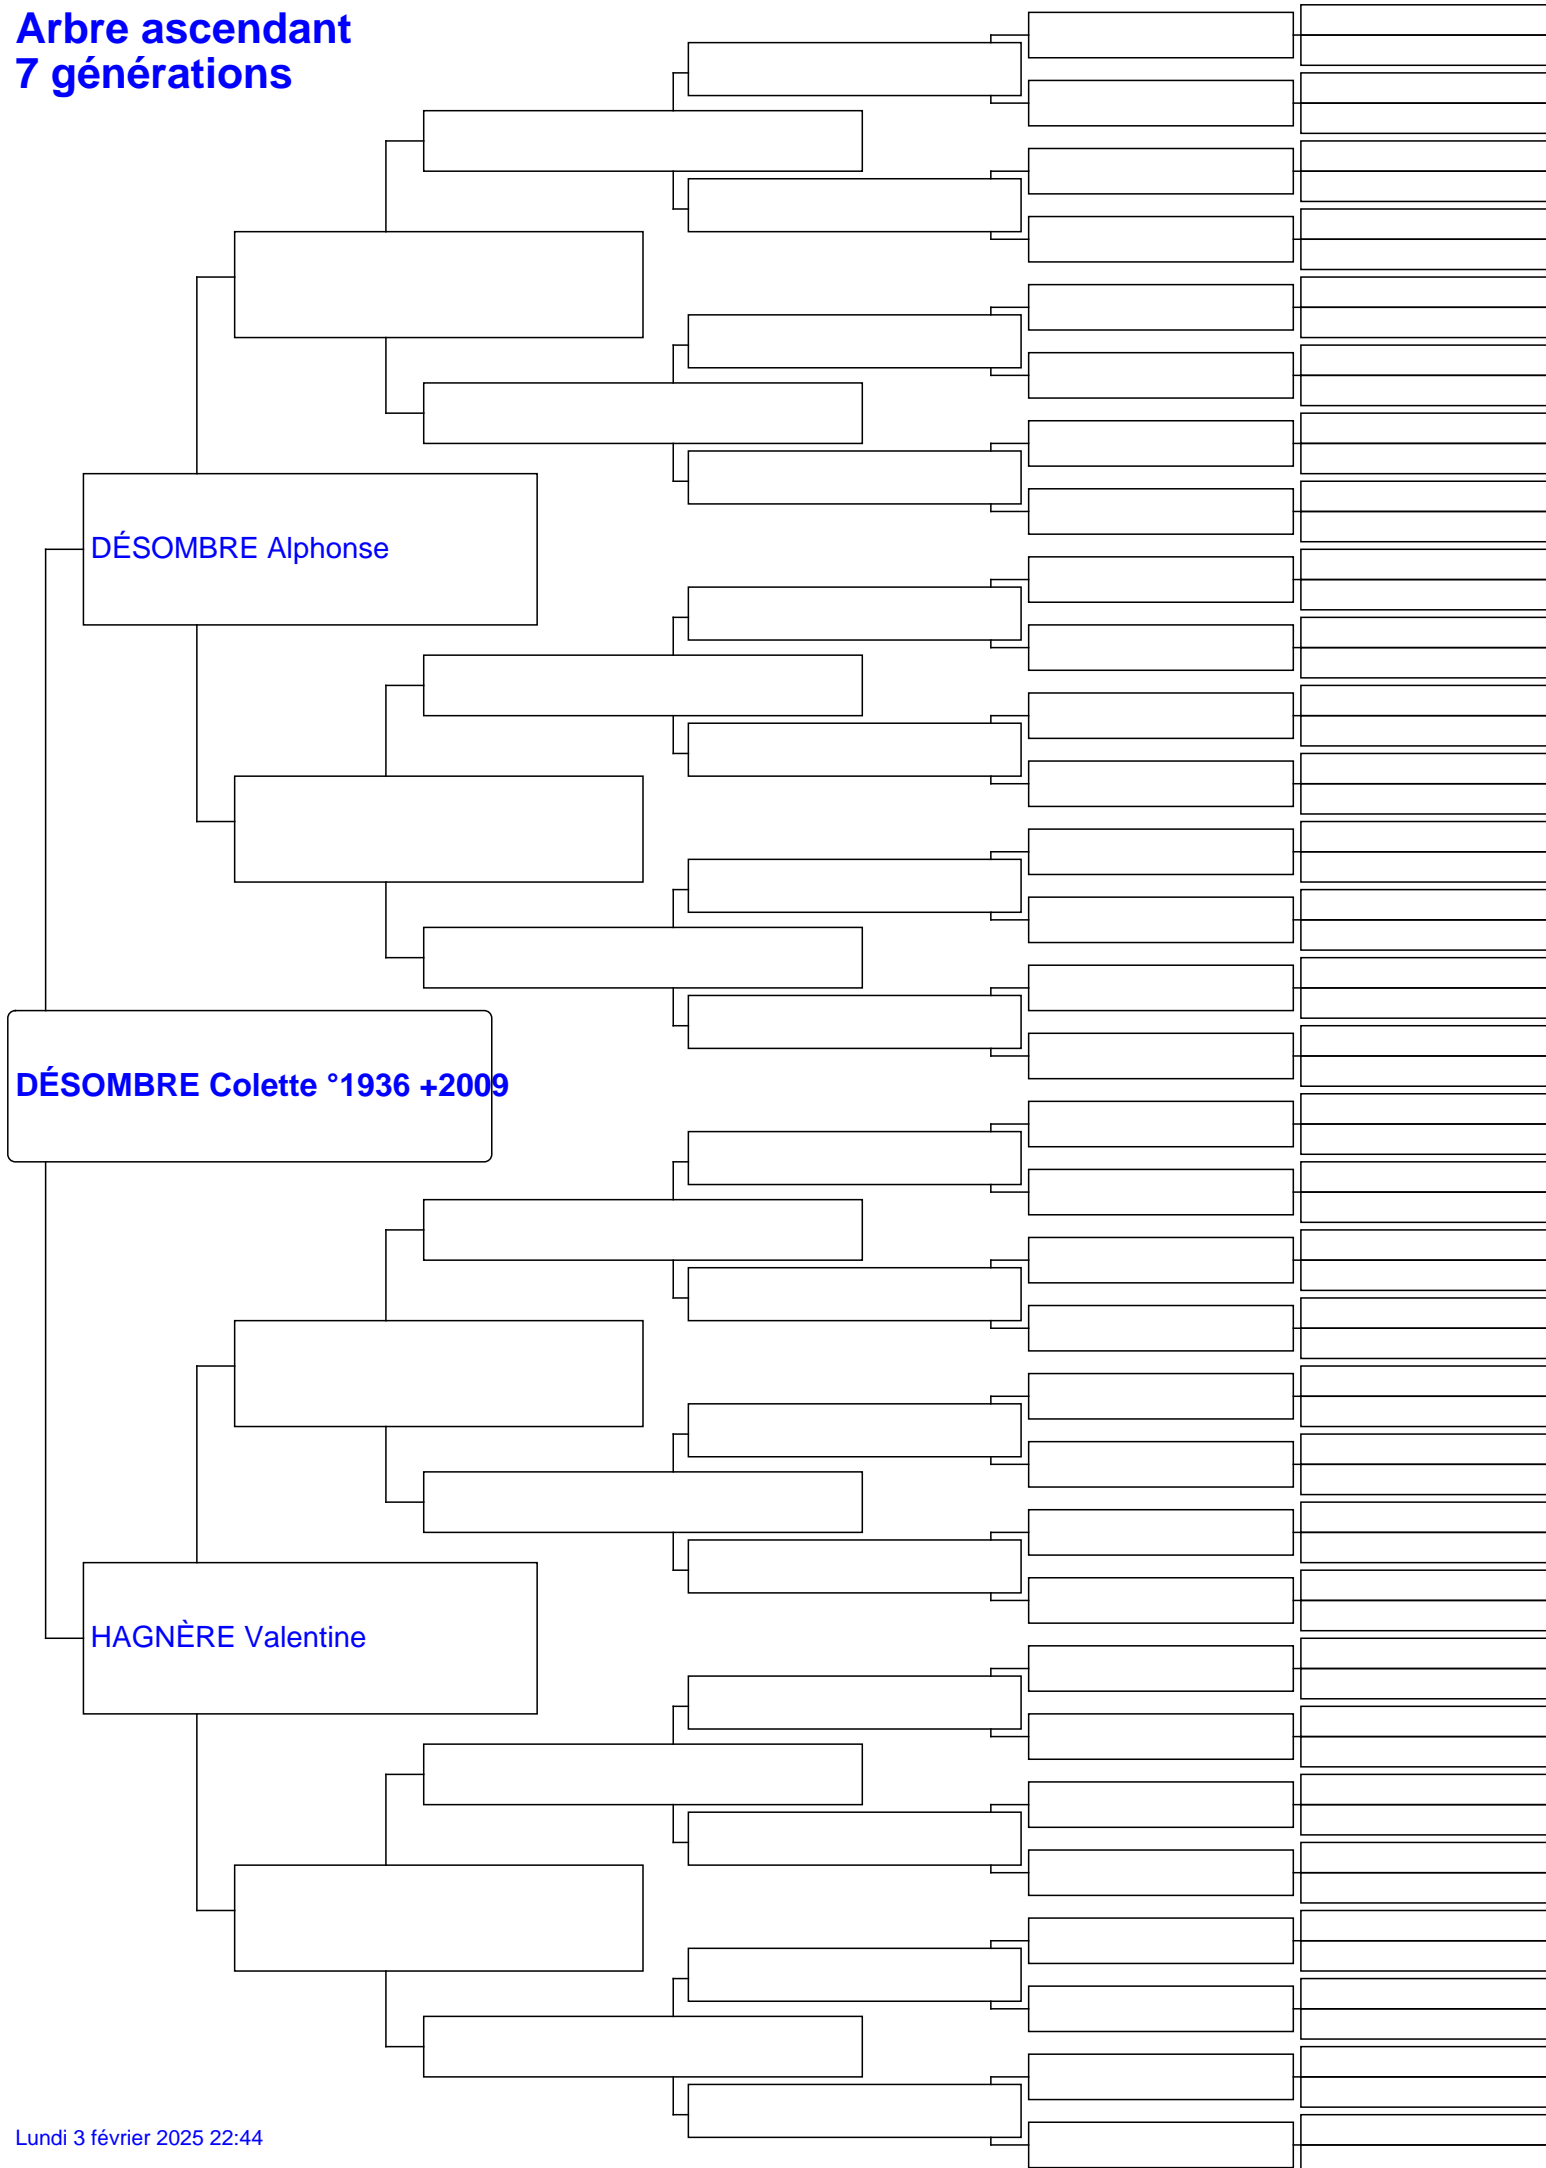 Arbre ascendant
7 générations
DÉSOMBRE Alphonse
DÉSOMBRE Colette °1936 +2009
HAGNÈRE Valentine
Lundi 3 février 2025 22:44